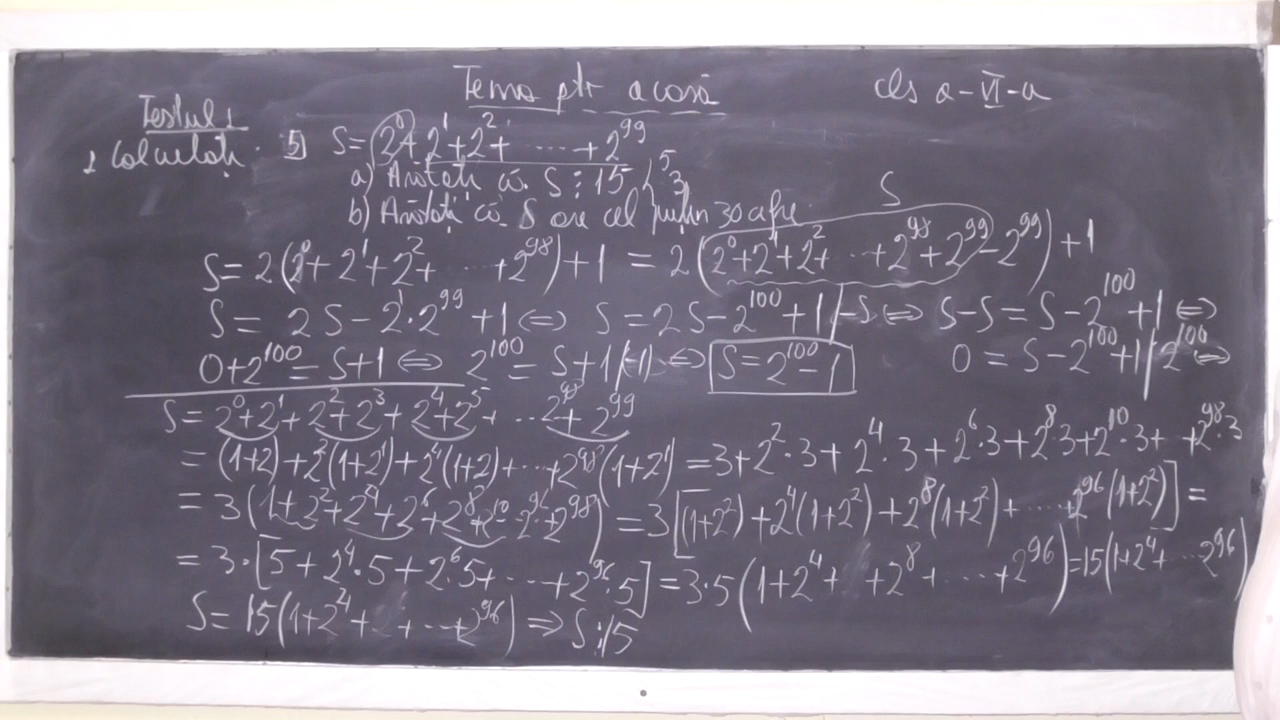 Tema ptr acasă cls a-VI-a
Testul 1
1 Calculați. 5] S=2⁰+2¹+2²+ ..... +2⁹⁹
a) Arătați că S⋮15 } 5 3
b) Arătați că S are cel puțin 30 cifre. S
S=2(2⁰+2¹+2²+ ..... +2⁹⁸)+1 = 2(2⁰+2¹+2²+ ... +2⁹⁸+2⁹⁹-2⁹⁹)+1
S= 2S-2¹·2⁹⁹+1 ⇔ S=2S-2¹⁰⁰+1/-S ⇔ S-S=S-2¹⁰⁰+1 ⇔
0+2¹⁰⁰=S+1 ⇔ 2¹⁰⁰=S+1/(-1) ⇔ S=2¹⁰⁰-1 0=S-2¹⁰⁰+1/2¹⁰⁰ ⇔
S=2⁰+2¹+2²+2³+2⁴+2⁵+ ... 2⁹⁸+2⁹⁹
= (1+2)+2²(1+2¹)+2⁴(1+2)+ ... +2⁹⁸(1+2¹) =3+2²·3+2⁴·3+2⁶·3+2⁸·3+2¹⁰·3+ +2⁹⁸·3
= 3(1+2²+2⁴+2⁶+2⁸+2¹⁰ ... 2⁹⁶+2⁹⁸) =3[(1+2²)+2⁴(1+2²)+2⁸(1+2²)+ .... 2⁹⁶(1+2²)] =
= 3·[5+2⁴·5+2⁶·5+ ... +2⁹⁶·5] =3·5(1+2⁴+ +2⁸+ .... +2⁹⁶)=15(1+2⁴+ ... 2⁹⁶)
S=15(1+2⁴+ .. + ... 2⁹⁶) ⇒ S⋮15